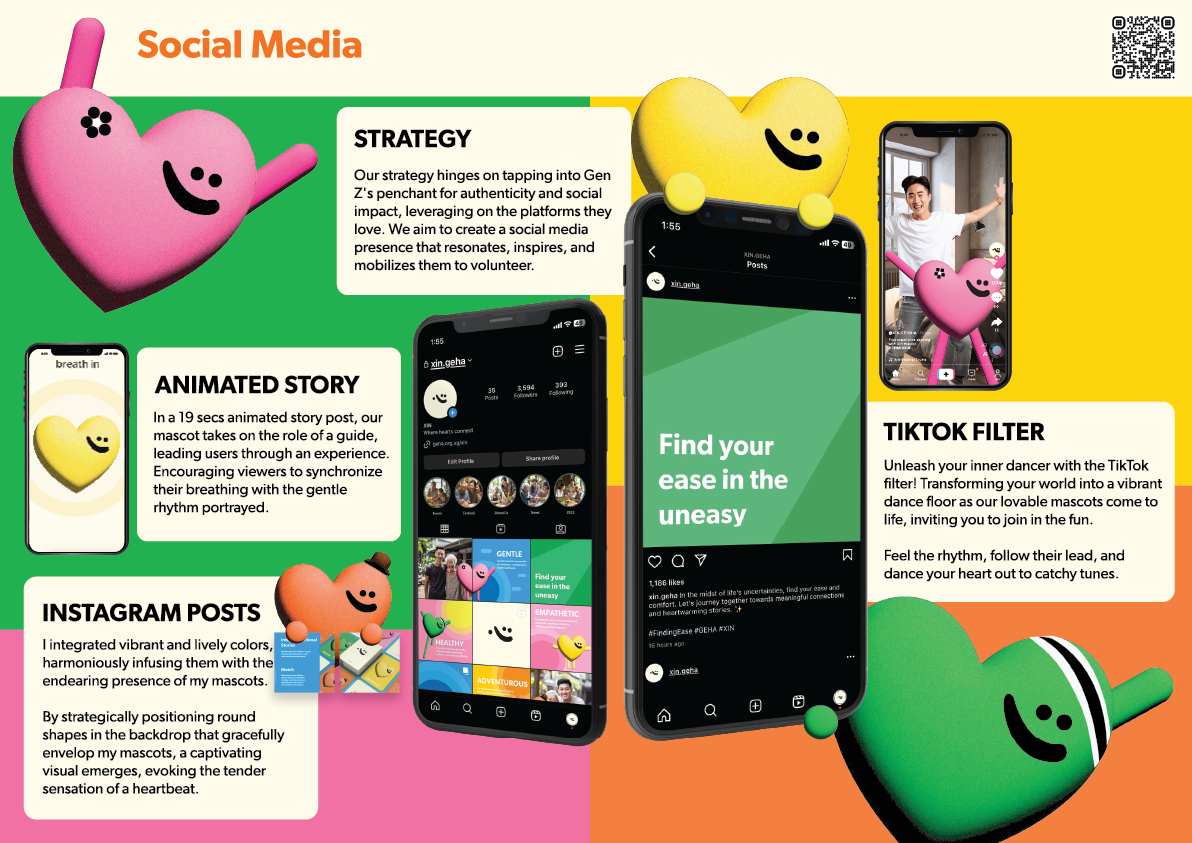 Social Media
STRATEGY
Our strategy hinges on tapping into Gen
Z's penchant for authenticity and social
impact, leveraging on the platforms they
love. We aim to create a social media
presence that resonates, inspires, and
mobilizes them to volunteer.
breath in
ANIMATED STORY
In a 19 secs animated story post, our
mascot takes on the role of a guide,
leading users through an experience.
Encouraging viewers to synchronize
their breathing with the gentle
rhythm portrayed.
INSTAGRAM POSTS
I integrated vibrant and lively colors,
harmoniously infusing them with the
endearing presence of my mascots.
By strategically positioning round
shapes in the backdrop that gracefully
envelop my mascots, a captivating
visual emerges, evoking the tender
sensation of a heartbeat.
1:55
xin.geha
35 3,594 393
Posts Followers Following
XIN
Where hearts connect
geha.org.sg/xin
Edit Profile Share profile
Events About Us News 2022
GENTLE
Find your
ease in the
uneasy
HEALTHY
EMPATHETIC
ADVENTUROUS
1:55
XIN.GEHA
Posts
xin.geha
Find your
ease in the
uneasy
1,186 likes
xin.geha In the midst of life's uncertainties, find your ease and
comfort. Let's journey together towards meaningful connections
and heartwarming stories. ✨
#FindingEase #GEHA #XIN
16 hours ago
xin.geha
TIKTOK FILTER
Unleash your inner dancer with the TikTok
filter! Transforming your world into a vibrant
dance floor as our lovable mascots come to
life, inviting you to join in the fun.
Feel the rhythm, follow their lead, and
dance your heart out to catchy tunes.